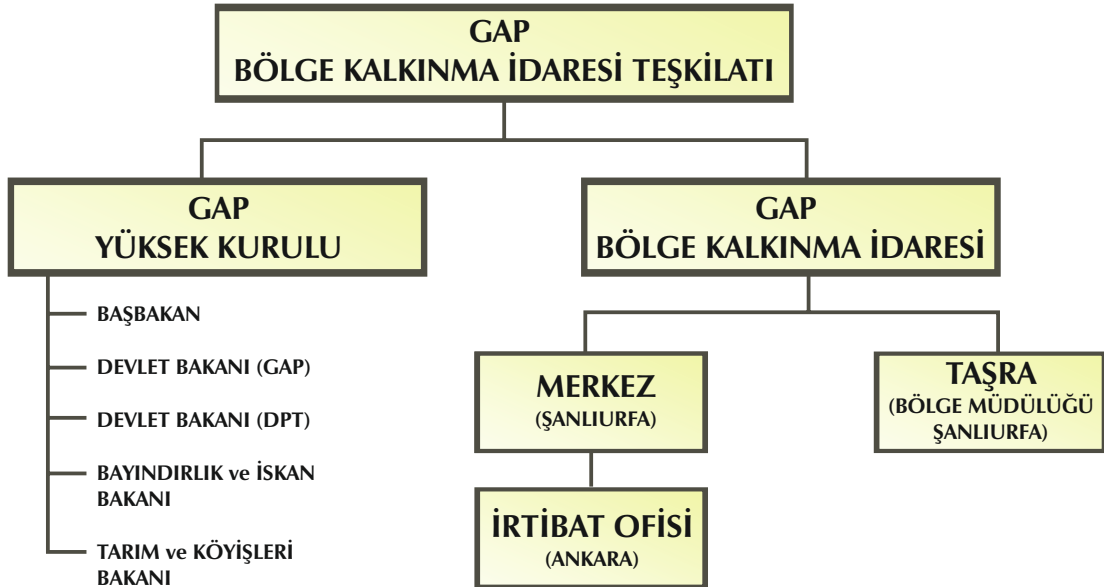 GAP
BÖLGE KALKINMA İDARESİ TEŞKİLATI
GAP
YÜKSEK KURULU
BAŞBAKAN
DEVLET BAKANI (GAP)
DEVLET BAKANI (DPT)
BAYINDIRLIK ve İSKAN
BAKANI
TARIM ve KÖYİŞLERİ
BAKANI
GAP
BÖLGE KALKINMA İDARESİ
MERKEZ
(ŞANLIURFA)
İRTİBAT OFİSİ
(ANKARA)
TAŞRA
(BÖLGE MÜDÜLÜĞÜ
ŞANLIURFA)